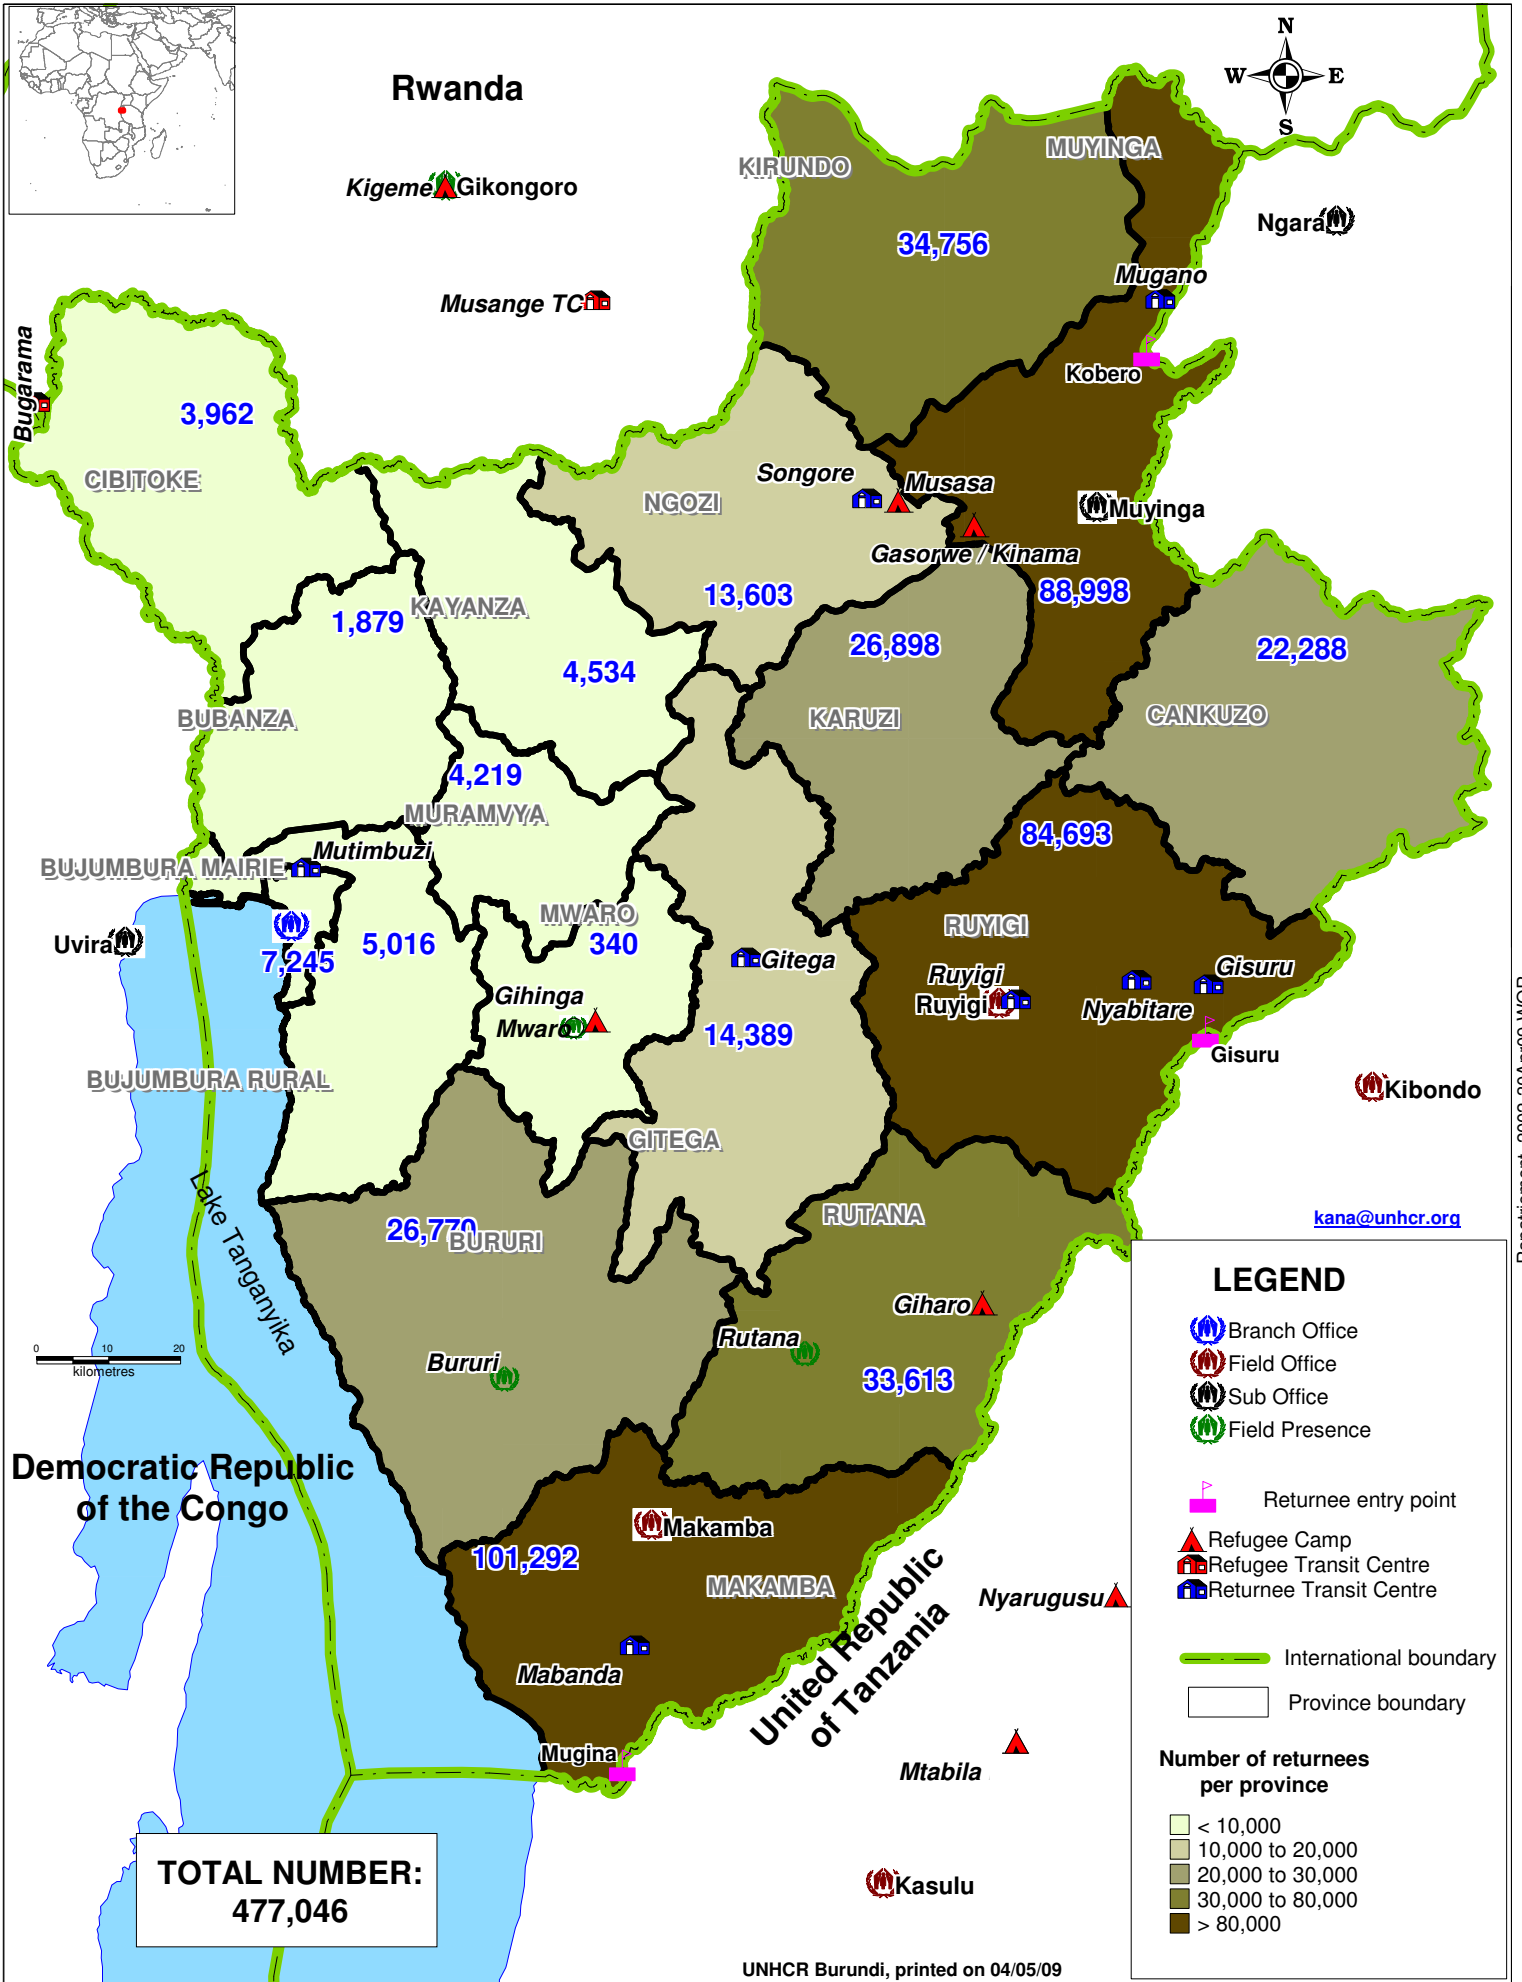 Rwanda
N
W E
S
KIRUNDO
MUYINGA
Kigeme Gikongoro
Ngara
34,756
Mugano
Musange TC
Bugarama
Kobero
3,962
CIBITOKE
Songore
Musasa
NGOZI
Muyinga
Gasorwe / Kinama
13,603
88,998
1,879
KAYANZA
26,898
22,288
4,534
BUBANZA
KARUZI
CANKUZO
4,219
MURAMVYA
84,693
Mutimbuzi
BUJUMBURA MAIRIE
MWARO
RUYIGI
Uvira
5,016
340
7,245
Gitega
Ruyigi
Gisuru
Gihinga
Ruyigi
Nyabitare
Mwaro
14,389
Gisuru
BUJUMBURA RURAL
Kibondo
GITEGA
Lake Tanganyika
RUTANA
kana@unhcr.org
26,770
BURURI
Giharo
Rutana
0 10 20
kilometres
Bururi
33,613
Democratic Republic
of the Congo
Makamba
101,292
MAKAMBA
United Republic
of Tanzania
Nyarugusu
Mabanda
Mugina
Mtabila
Kasulu
TOTAL NUMBER:
477,046
LEGEND
Branch Office
Field Office
Sub Office
Field Presence
Returnee entry point
Refugee Camp
Refugee Transit Centre
Returnee Transit Centre
International boundary
Province boundary
Number of returnees
per province
< 10,000
10,000 to 20,000
20,000 to 30,000
30,000 to 80,000
> 80,000
UNHCR Burundi, printed on 04/05/09